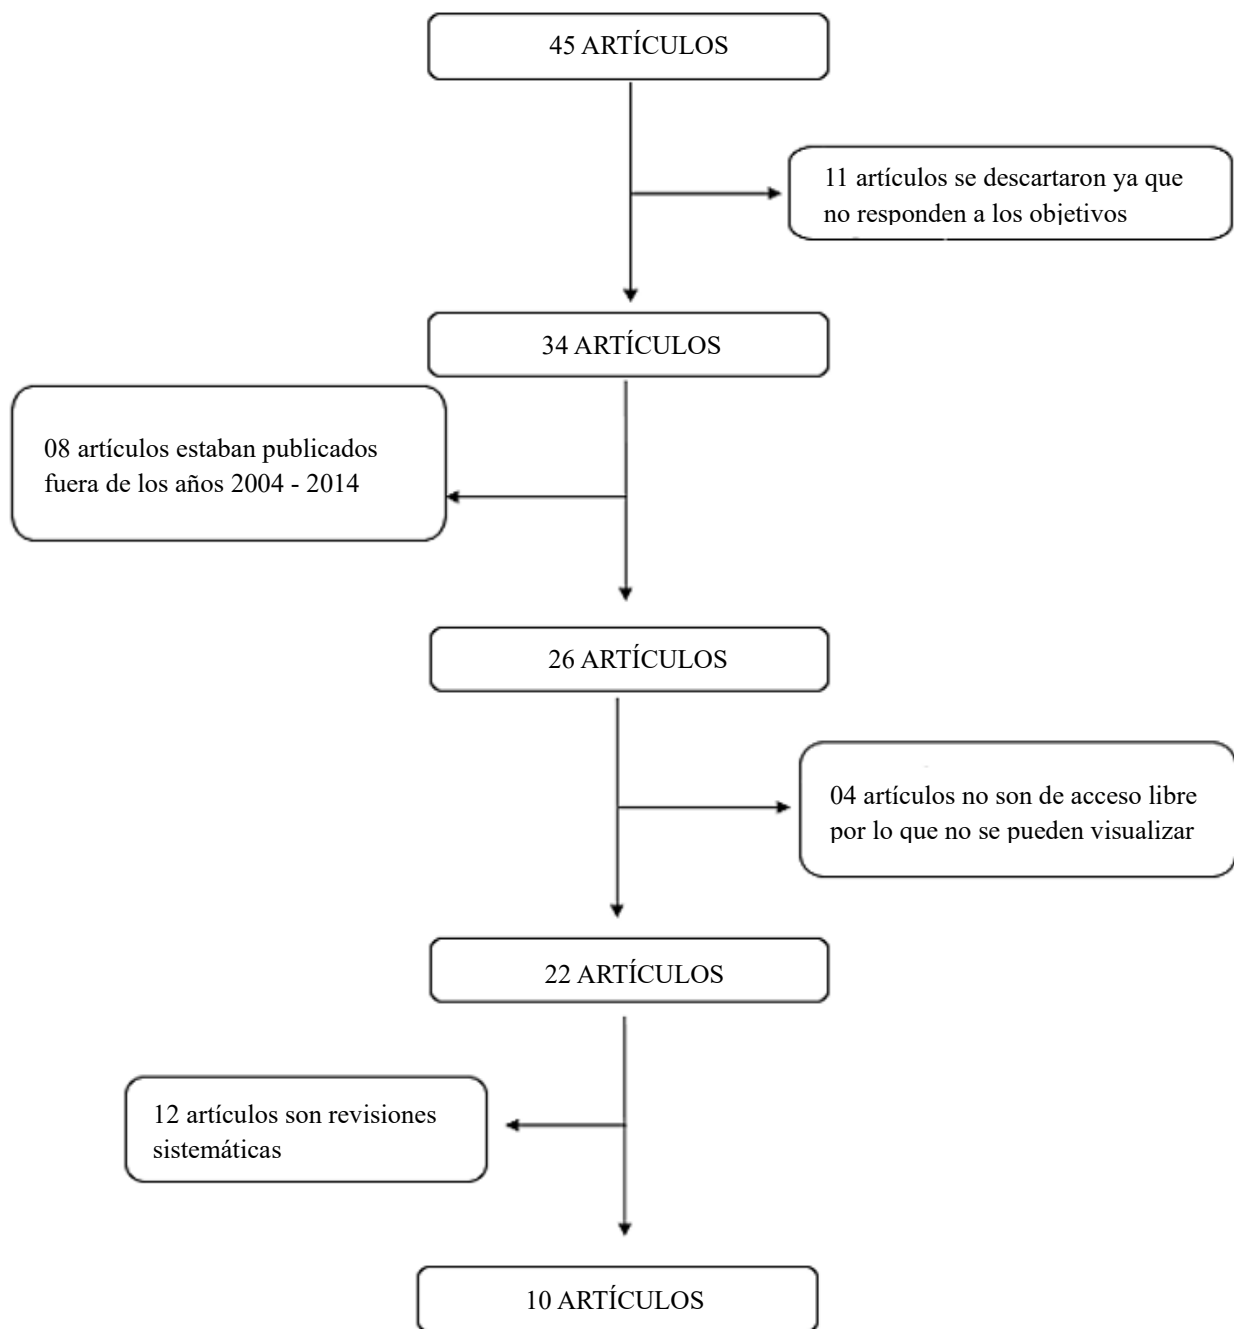 45 ARTÍCULOS
11 artículos se descartaron ya que
no responden a los objetivos
34 ARTÍCULOS
08 artículos estaban publicados
fuera de los años 2004 - 2014
26 ARTÍCULOS
04 artículos no son de acceso libre
por lo que no se pueden visualizar
22 ARTÍCULOS
12 artículos son revisiones
sistemáticas
10 ARTÍCULOS